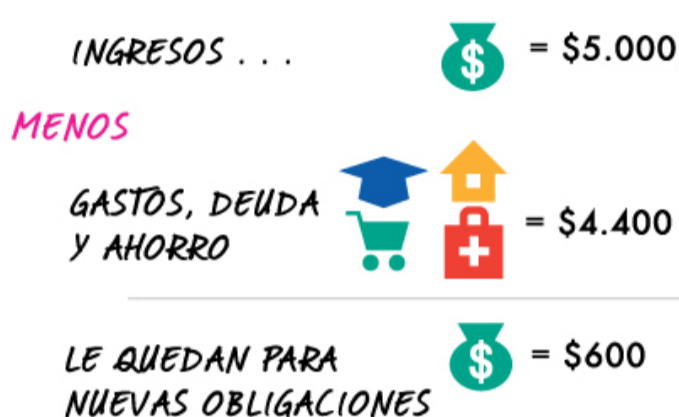 INGRESOS . . . $ = $5.000
MENOS
GASTOS, DEUDA
Y AHORRO = $4.400
LE QUEDAN PARA
NUEVAS OBLIGACIONES $ = $600